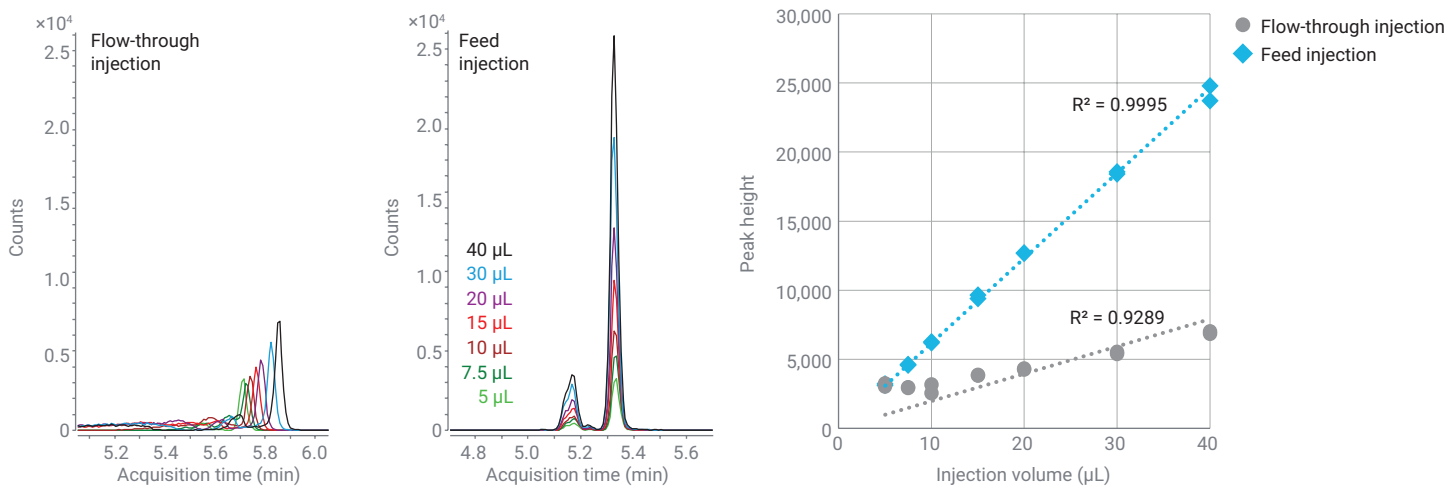 ×10⁴
2.5
2.0
1.5
1.0
0.5
0
Counts
Flow-through
injection
5.2 5.4 5.6 5.8 6.0
Acquisition time (min)
×10⁴
2.5
2.0
1.5
1.0
0.5
0
Counts
Feed
injection
40 µL
30 µL
20 µL
15 µL
10 µL
7.5 µL
5 µL
4.8 5.0 5.2 5.4 5.6
Acquisition time (min)
30,000
25,000
20,000
15,000
10,000
5,000
0
Peak height
R² = 0.9995
R² = 0.9289
0 10 20 30 40
Injection volume (µL)
Flow-through injection
Feed injection